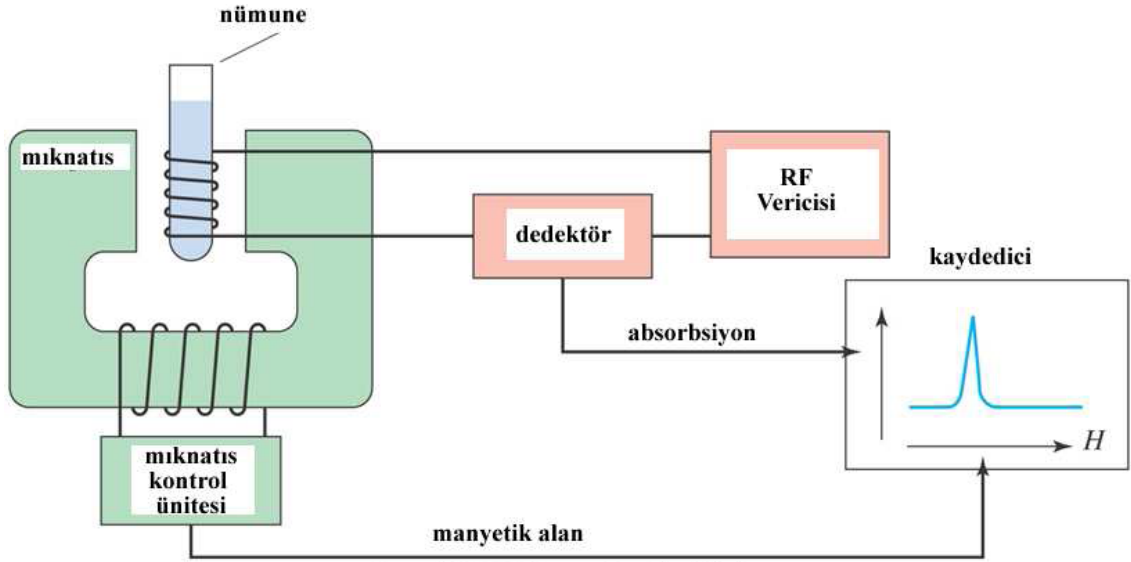 nümune
mıknatıs
RF
Vericisi
dedektör
kaydedici
absorbsiyon
H
mıknatıs
kontrol
ünitesi
manyetik alan